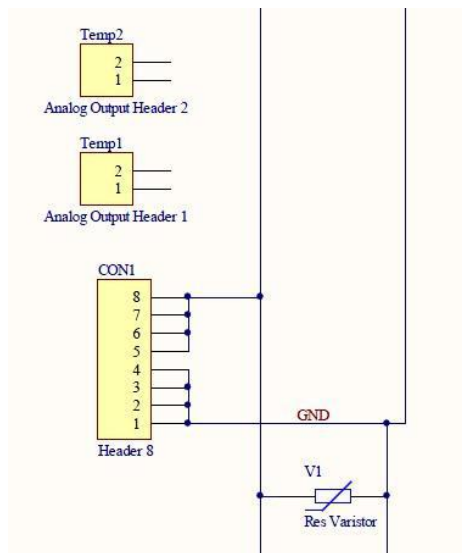 Temp2
2
1
Analog Output Header 2
Temp1
2
1
Analog Output Header 1
CON1
8
7
6
5
4
3
2
1
GND
Header 8
V1
Res Varistor